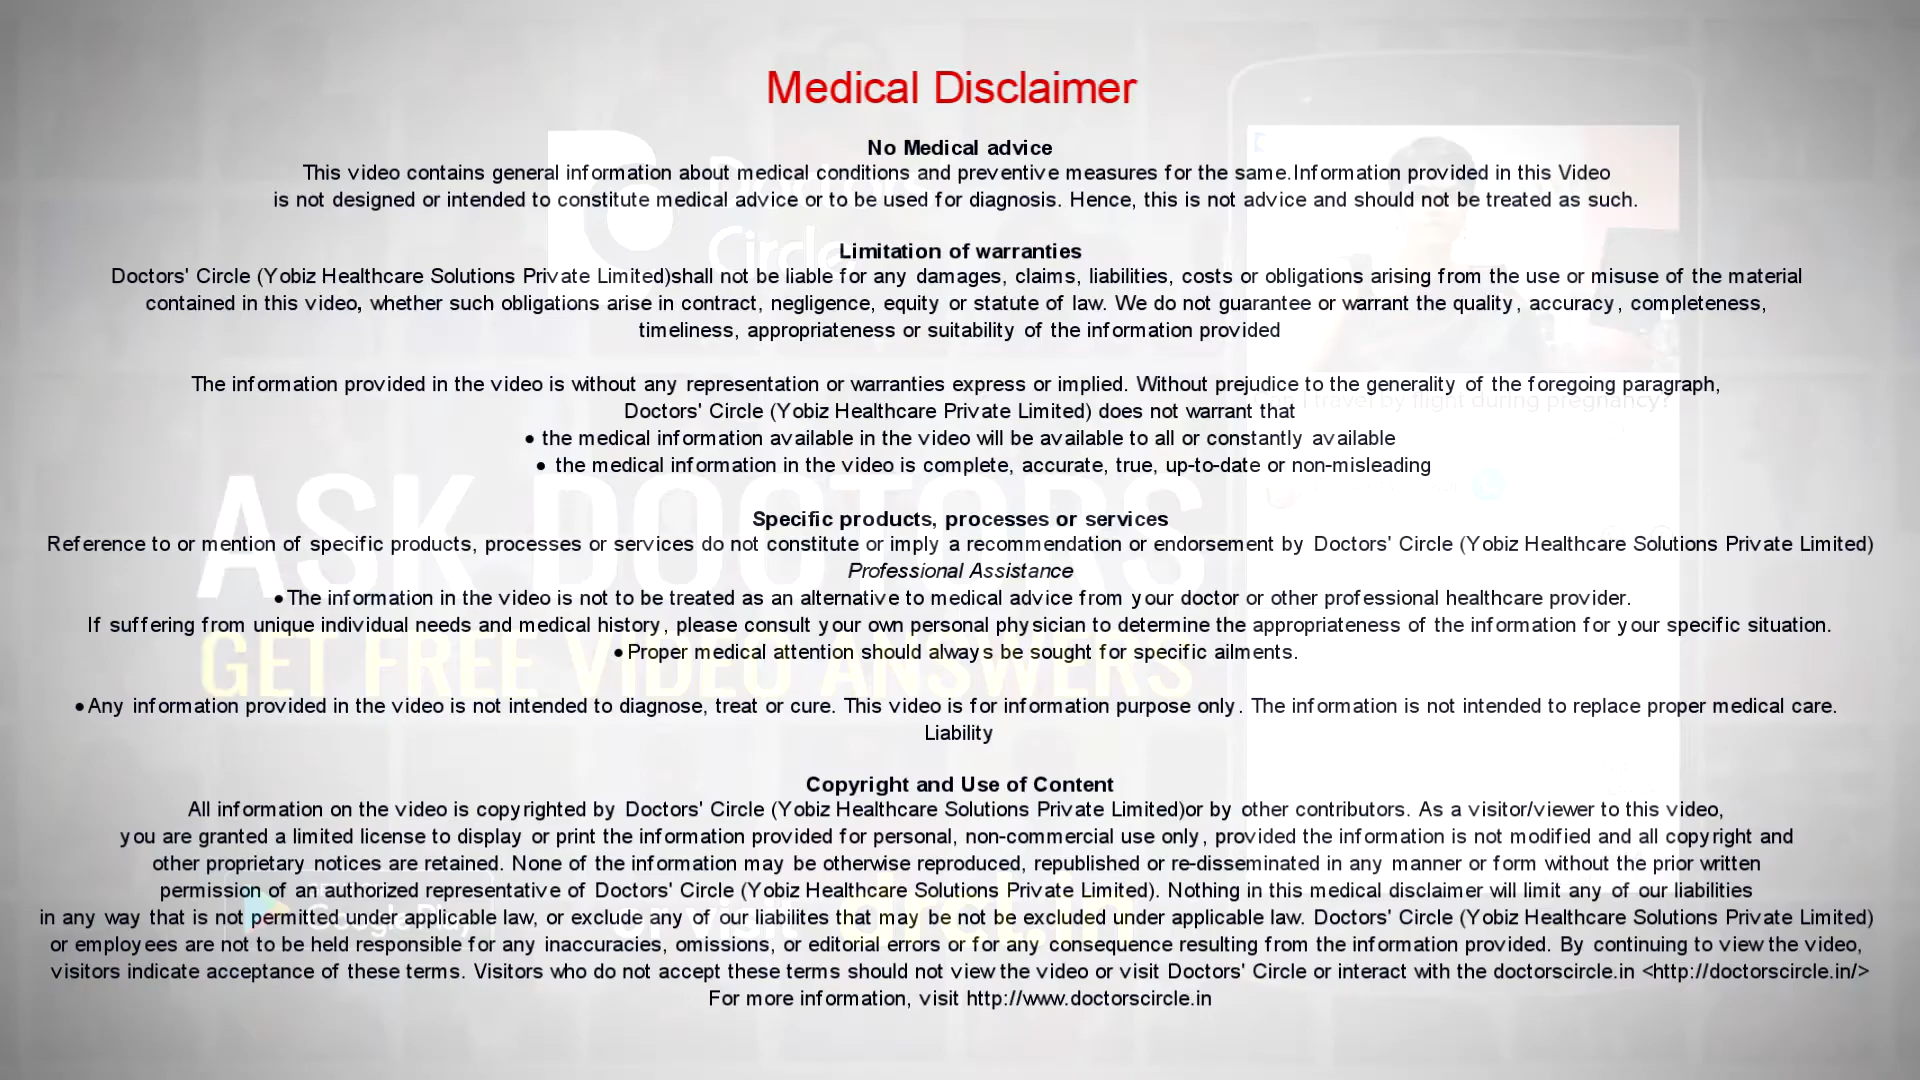 Medical Disclaimer
No Medical advice
This video contains general information about medical conditions and preventive measures for the same.Information provided in this Video
is not designed or intended to constitute medical advice or to be used for diagnosis. Hence, this is not advice and should not be treated as such.
Doctors
Circle
Limitation of warranties
Doctors' Circle (Yobiz Healthcare Solutions Private Limited)shall not be liable for any damages, claims, liabilities, costs or obligations arising from the use or misuse of the material
contained in this video, whether such obligations arise in contract, negligence, equity or statute of law. We do not guarantee or warrant the quality, accuracy, completeness,
timeliness, appropriateness or suitability of the information provided
The information provided in the video is without any representation or warranties express or implied. Without prejudice to the generality of the foregoing paragraph,
Can I travel by flight during pregnancy?
Doctors' Circle (Yobiz Healthcare Private Limited) does not warrant that
• the medical information available in the video will be available to all or constantly available
• the medical information in the video is complete, accurate, true, up-to-date or non-misleading
ASK DOCTORS
Specific products, processes or services
Reference to or mention of specific products, processes or services do not constitute or imply a recommendation or endorsement by Doctors' Circle (Yobiz Healthcare Solutions Private Limited)
Professional Assistance
•The information in the video is not to be treated as an alternative to medical advice from your doctor or other professional healthcare provider.
If suffering from unique individual needs and medical history, please consult your own personal physician to determine the appropriateness of the information for your specific situation.
•Proper medical attention should always be sought for specific ailments.
GET FREE VIDEO ANSWERS
•Any information provided in the video is not intended to diagnose, treat or cure. This video is for information purpose only. The information is not intended to replace proper medical care.
Liability
Copyright and Use of Content
All information on the video is copyrighted by Doctors' Circle (Yobiz Healthcare Solutions Private Limited)or by other contributors. As a visitor/viewer to this video,
you are granted a limited license to display or print the information provided for personal, non-commercial use only, provided the information is not modified and all copyright and
other proprietary notices are retained. None of the information may be otherwise reproduced, republished or re-disseminated in any manner or form without the prior written
permission of an authorized representative of Doctors' Circle (Yobiz Healthcare Solutions Private Limited). Nothing in this medical disclaimer will limit any of our liabilities
in any way that is not permitted under applicable law, or exclude any of our liabilites that may be not be excluded under applicable law. Doctors' Circle (Yobiz Healthcare Solutions Private Limited)
Google Play
or visit drcl.in
or employees are not to be held responsible for any inaccuracies, omissions, or editorial errors or for any consequence resulting from the information provided. By continuing to view the video,
visitors indicate acceptance of these terms. Visitors who do not accept these terms should not view the video or visit Doctors' Circle or interact with the doctorscircle.in <http://doctorscircle.in/>
For more information, visit http://www.doctorscircle.in